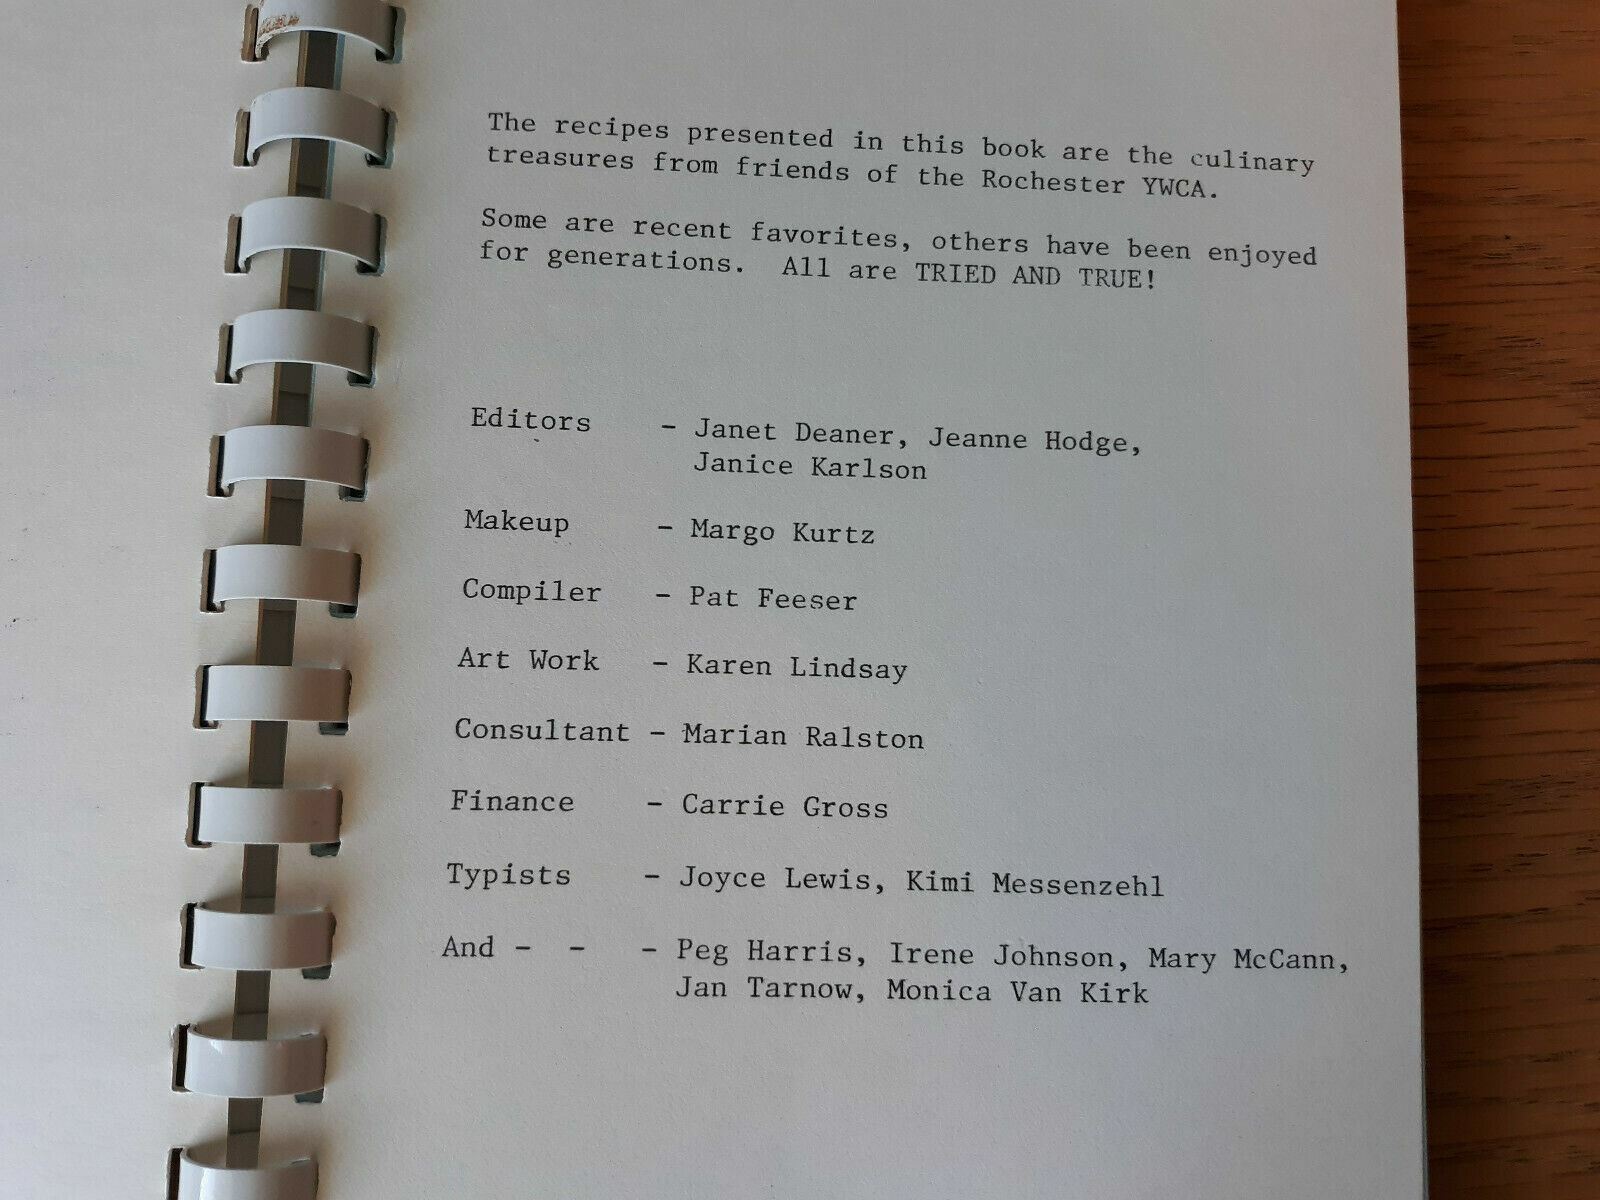 The recipes presented in this book are the culinary
treasures from friends of the Rochester YWCA.
Some are recent favorites, others have been enjoyed
for generations.  All are TRIED AND TRUE!
Editors - Janet Deaner, Jeanne Hodge,
Janice Karlson
Makeup - Margo Kurtz
Compiler - Pat Feeser
Art Work - Karen Lindsay
Consultant - Marian Ralston
Finance - Carrie Gross
Typists - Joyce Lewis, Kimi Messenzehl
And - - - Peg Harris, Irene Johnson, Mary McCann,
Jan Tarnow, Monica Van Kirk